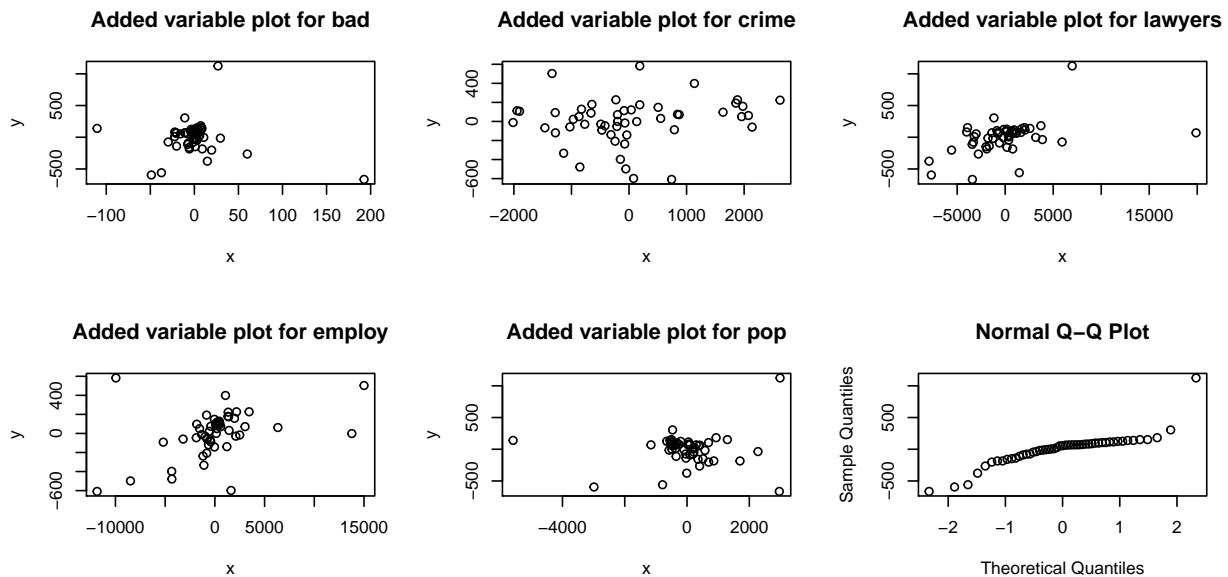 Added variable plot for bad
y
−500
500
−100
0
50
100
150
200
x
Added variable plot for crime
y
−600
0
400
−2000
0
1000
2000
x
Added variable plot for lawyers
y
−500
500
−5000
0
5000
15000
x
Added variable plot for employ
y
−600
0
400
−10000
0
5000
15000
x
Added variable plot for pop
y
−500
500
−4000
0
2000
x
Normal Q−Q Plot
Sample Quantiles
−500
500
−2
−1
0
1
2
Theoretical Quantiles